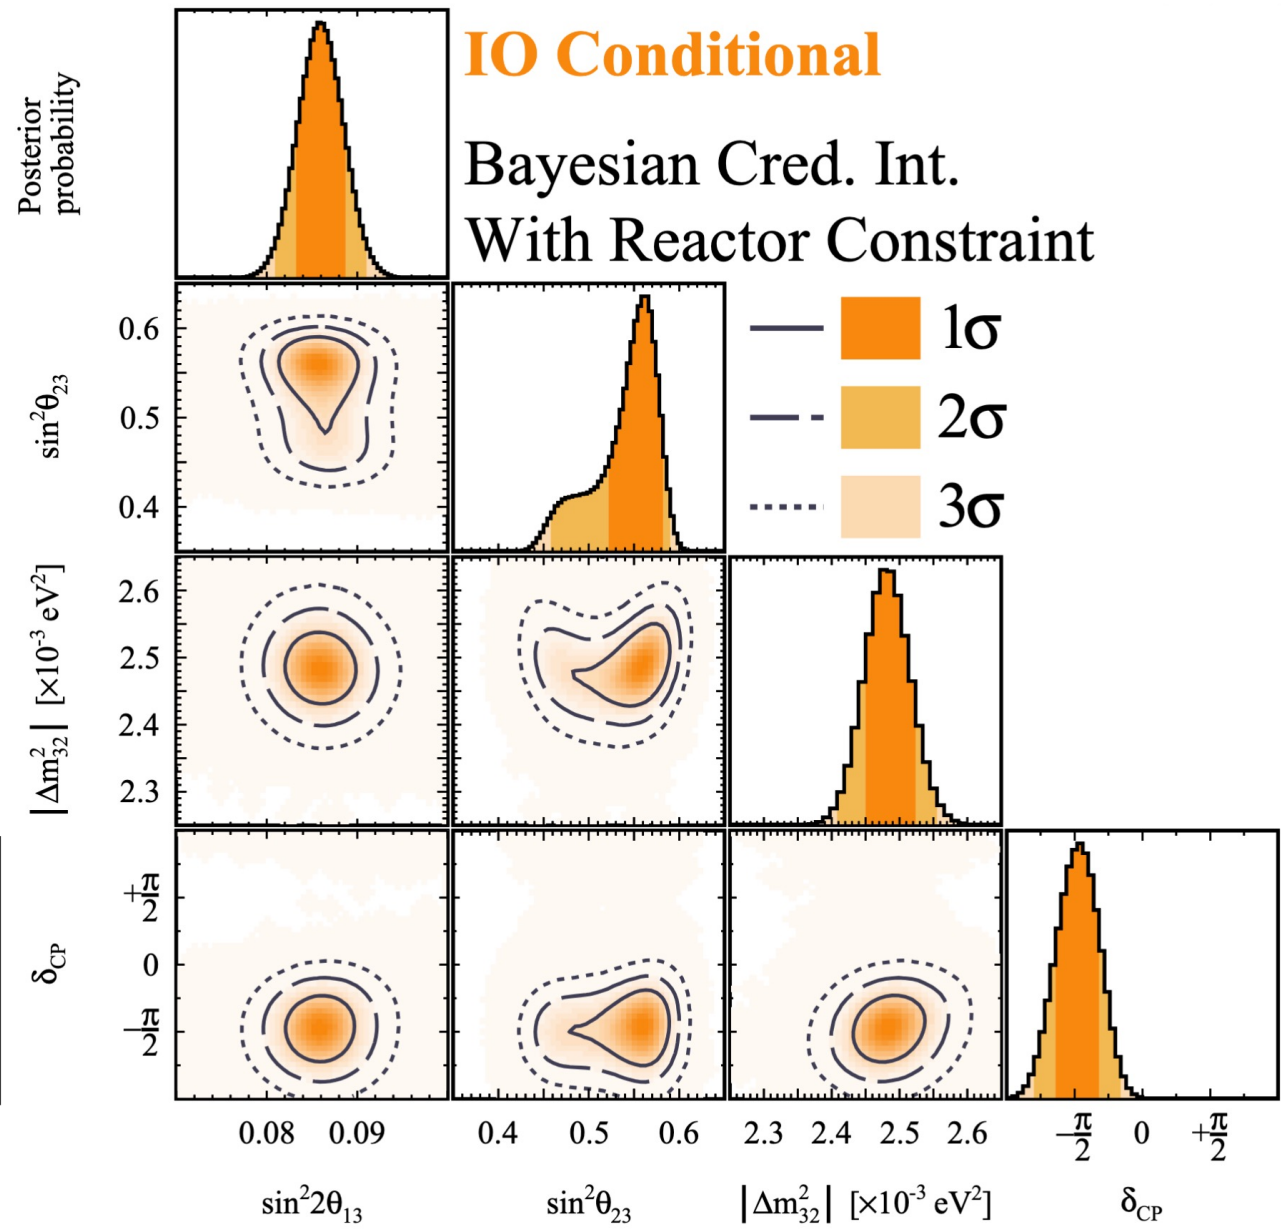 IO Conditional
Bayesian Cred. Int.
With Reactor Constraint
Posterior
probability
1σ
2σ
3σ
sin²θ₂₃
0.6
0.5
0.4
|Δm²₃₂| [×10⁻³ eV²]
2.6
2.5
2.4
2.3
δCP
+π/2
0
−π/2
0.08 0.09
0.4 0.5 0.6
2.3 2.4 2.5 2.6
−π/2 0 +π/2
sin²2θ₁₃
sin²θ₂₃
|Δm²₃₂| [×10⁻³ eV²]
δCP